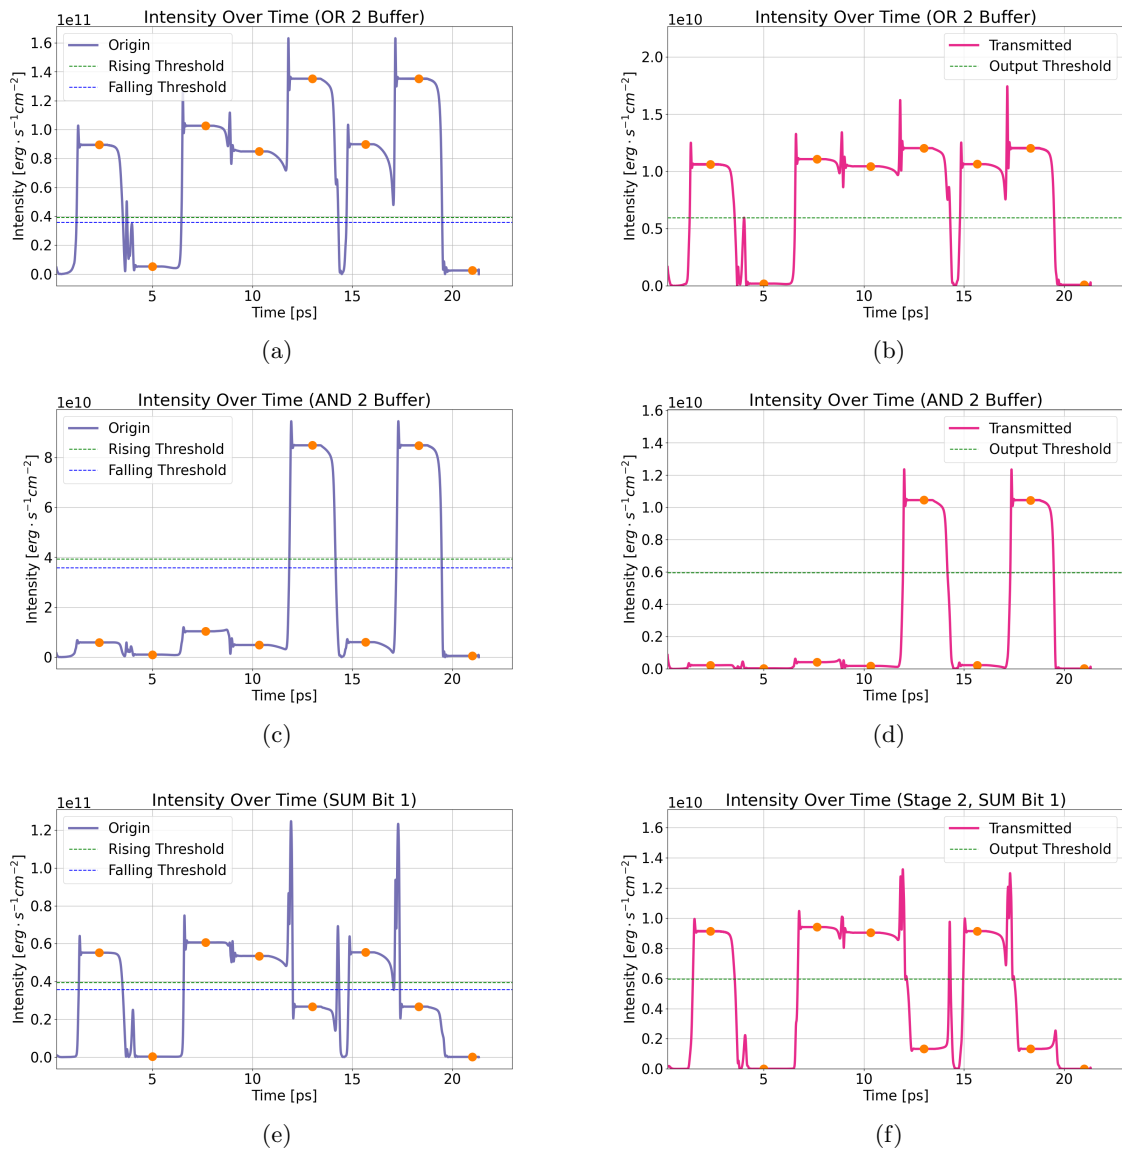 Intensity Over Time (OR 2 Buffer)
1e11
Intensity [erg · s⁻¹cm⁻²]
1.6
1.4
1.2
1.0
0.8
0.6
0.4
0.2
0.0
Origin
Rising Threshold
Falling Threshold
5 10 15 20
Time [ps]
(a)
Intensity Over Time (OR 2 Buffer)
1e10
Intensity [erg · s⁻¹cm⁻²]
2.0
1.5
1.0
0.5
0.0
Transmitted
Output Threshold
5 10 15 20
Time [ps]
(b)
Intensity Over Time (AND 2 Buffer)
1e10
Intensity [erg · s⁻¹cm⁻²]
8
6
4
2
0
Origin
Rising Threshold
Falling Threshold
5 10 15 20
Time [ps]
(c)
Intensity Over Time (AND 2 Buffer)
1e10
Intensity [erg · s⁻¹cm⁻²]
1.6
1.4
1.2
1.0
0.8
0.6
0.4
0.2
0.0
Transmitted
Output Threshold
5 10 15 20
Time [ps]
(d)
Intensity Over Time (SUM Bit 1)
1e11
Intensity [erg · s⁻¹cm⁻²]
1.2
1.0
0.8
0.6
0.4
0.2
0.0
Origin
Rising Threshold
Falling Threshold
5 10 15 20
Time [ps]
(e)
Intensity Over Time (Stage 2, SUM Bit 1)
1e10
Intensity [erg · s⁻¹cm⁻²]
1.6
1.4
1.2
1.0
0.8
0.6
0.4
0.2
0.0
Transmitted
Output Threshold
5 10 15 20
Time [ps]
(f)